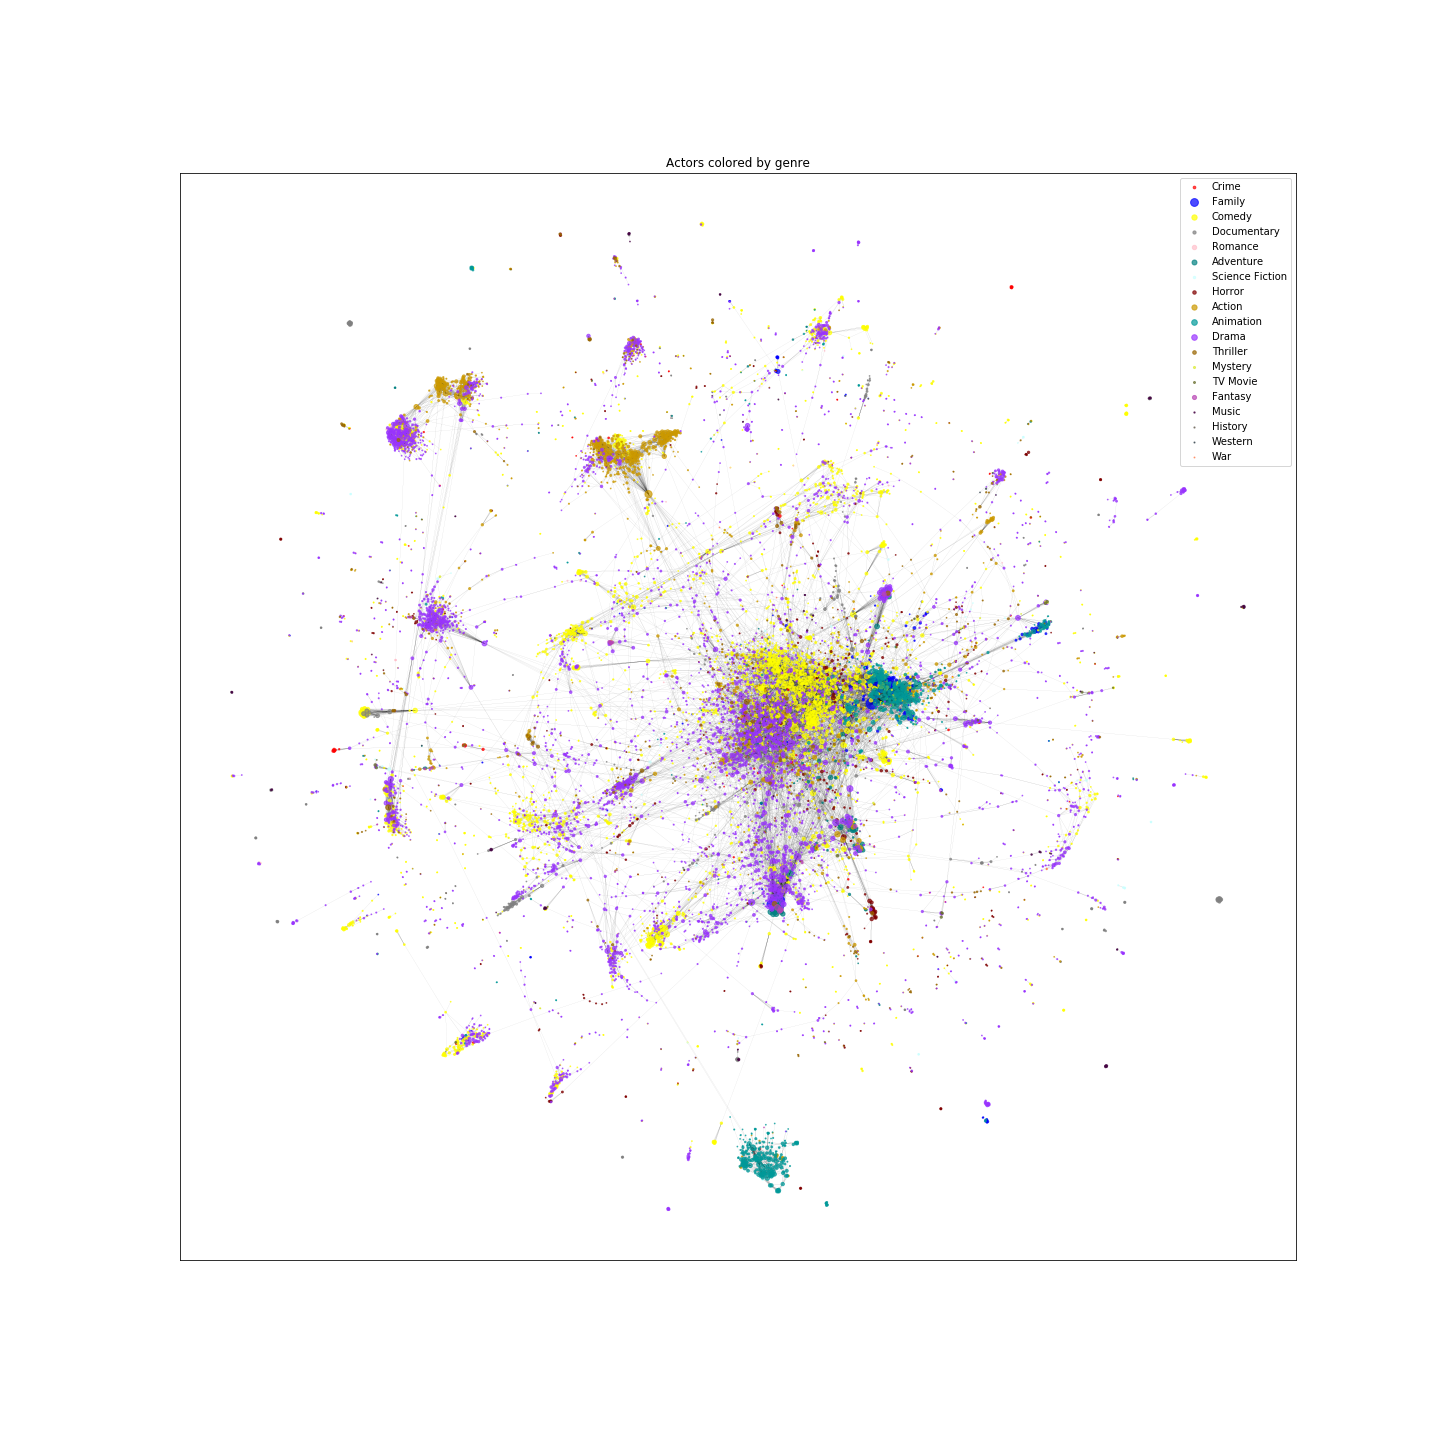 Actors colored by genre
Crime
Family
Comedy
Documentary
Romance
Adventure
Science Fiction
Horror
Action
Animation
Drama
Thriller
Mystery
TV Movie
Fantasy
Music
History
Western
War